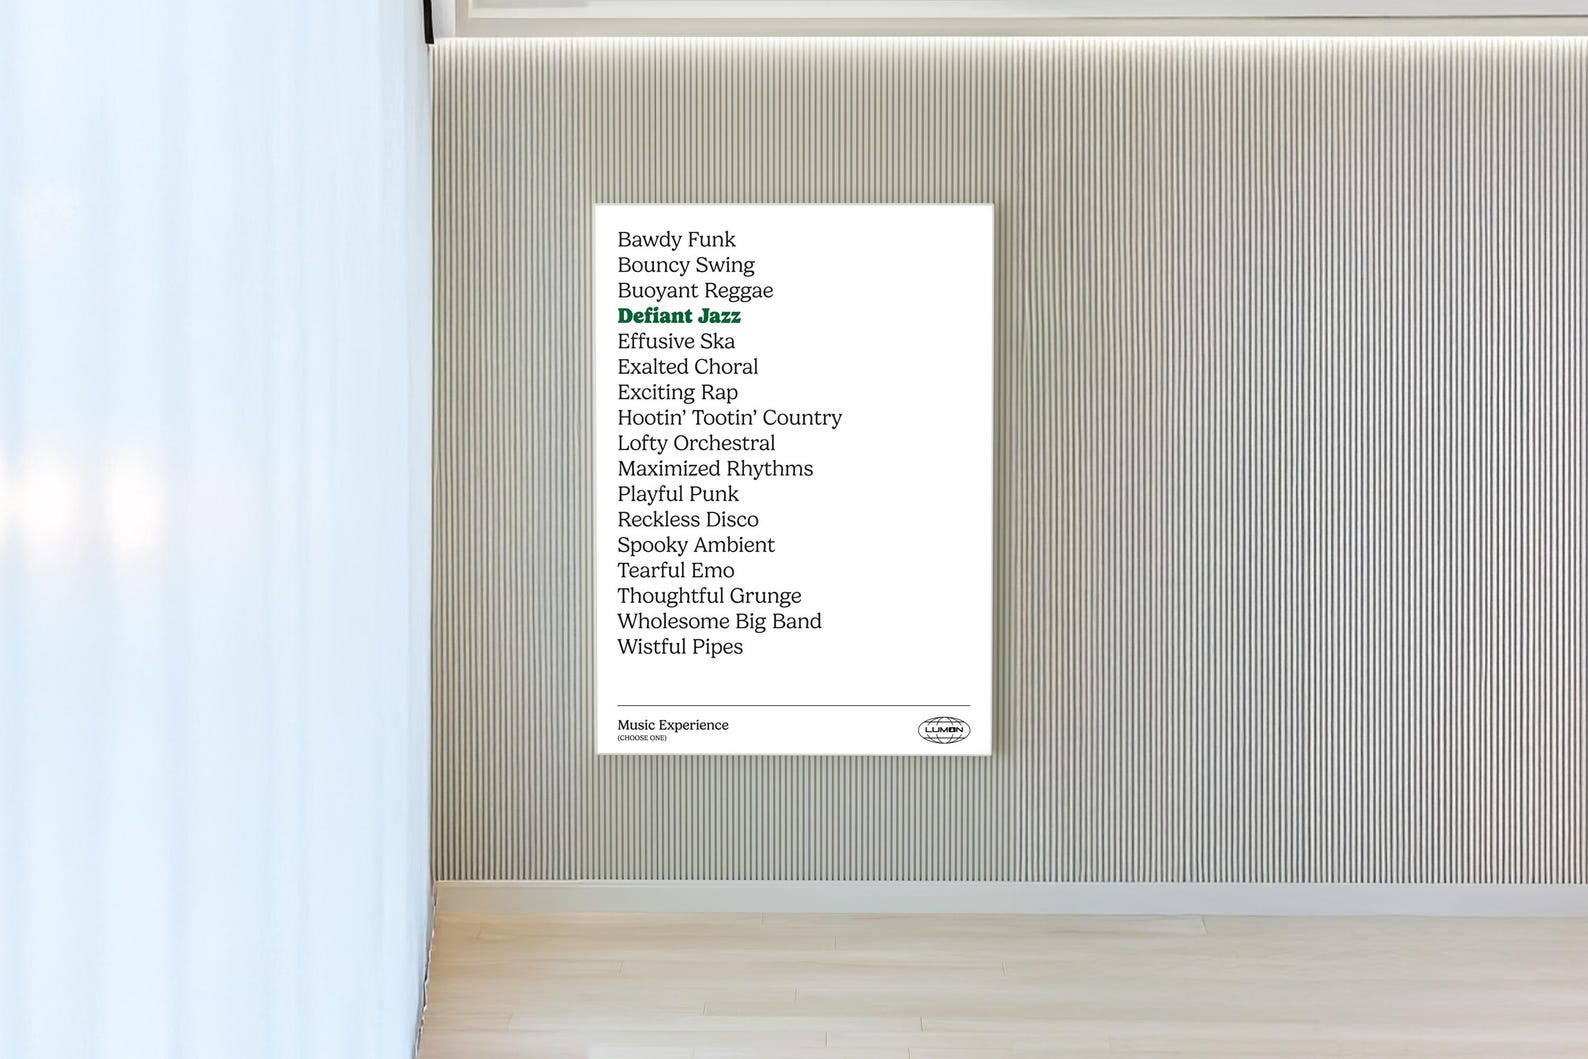 Bawdy Funk
Bouncy Swing
Buoyant Reggae
Defiant Jazz
Effusive Ska
Exalted Choral
Exciting Rap
Hootin’ Tootin’ Country
Lofty Orchestral
Maximized Rhythms
Playful Punk
Reckless Disco
Spooky Ambient
Tearful Emo
Thoughtful Grunge
Wholesome Big Band
Wistful Pipes
Music Experience
(CHOOSE ONE)
LUMON